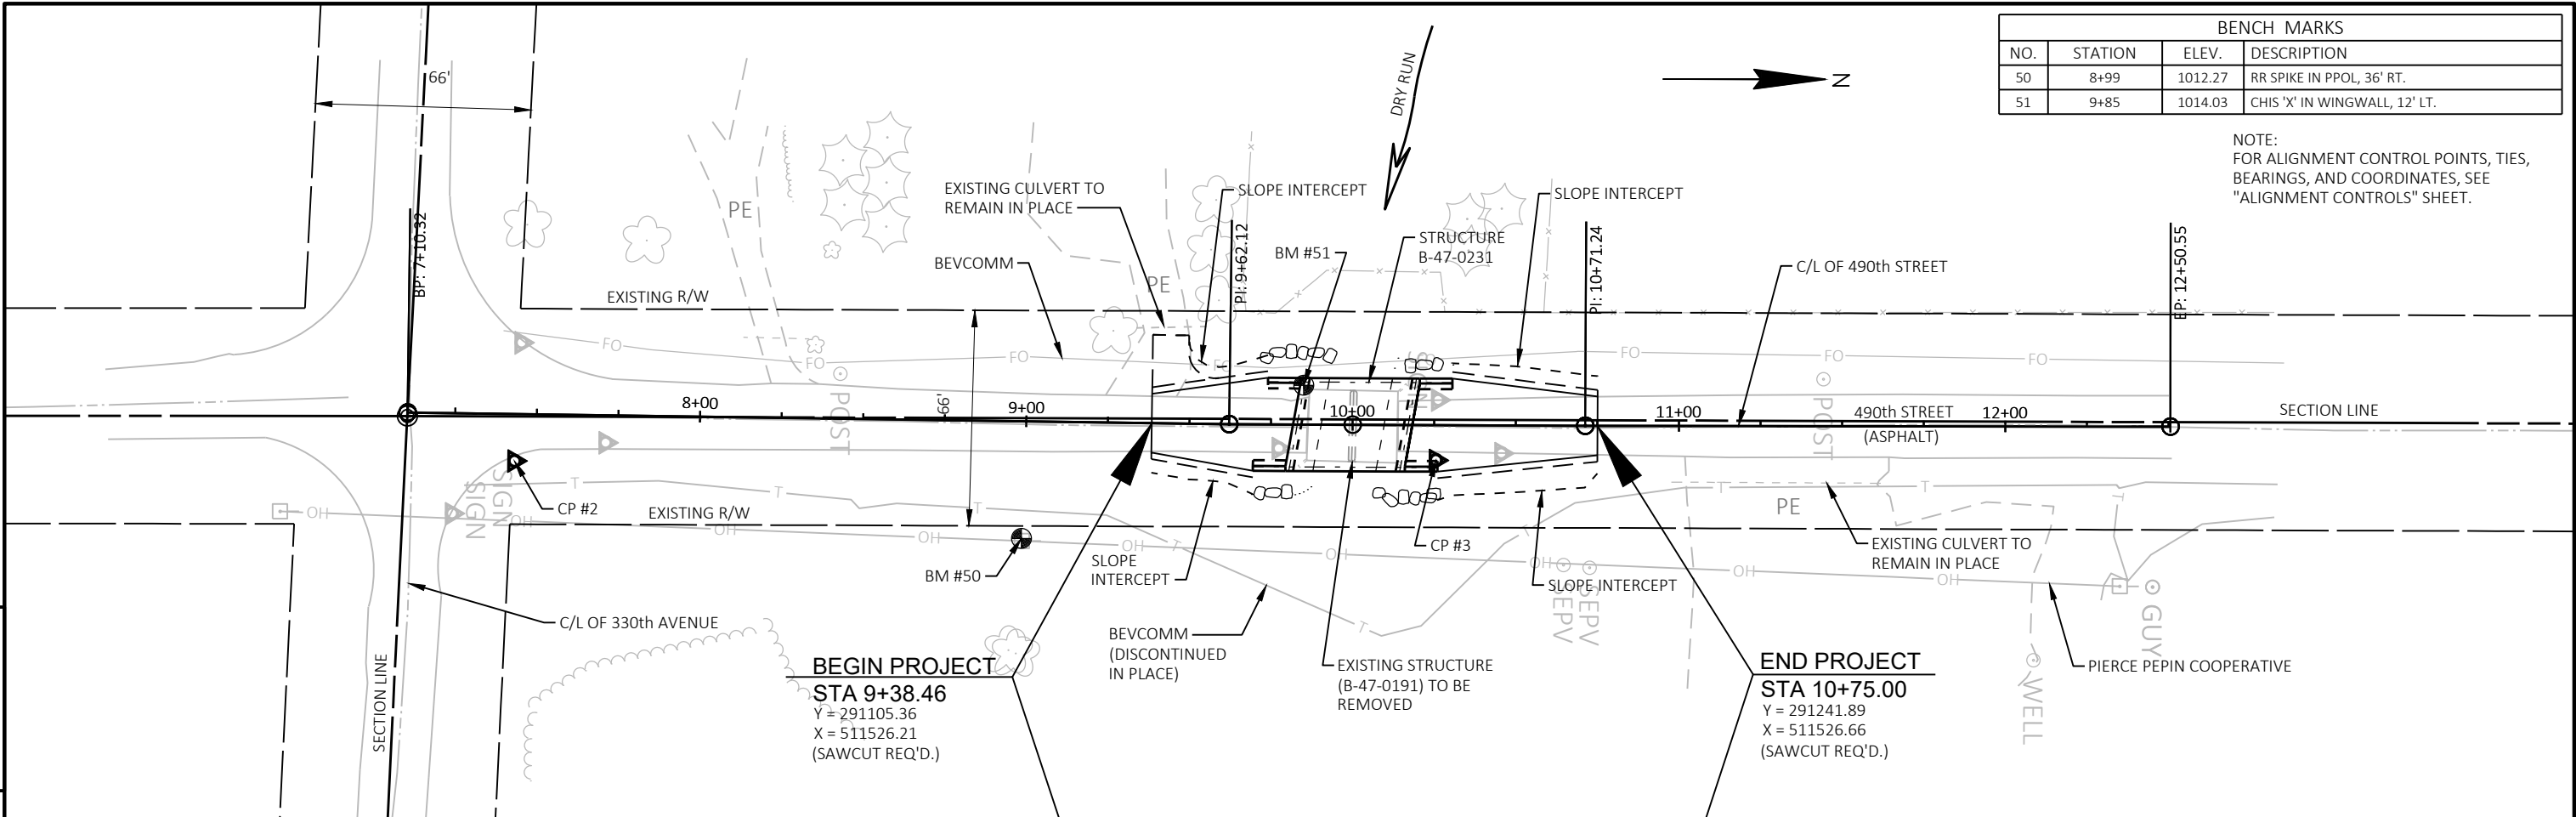 BENCH MARKS
NO. STATION ELEV. DESCRIPTION
50 8+99 1012.27 RR SPIKE IN PPOL, 36' RT.
51 9+85 1014.03 CHIS 'X' IN WINGWALL, 12' LT.
NOTE:
FOR ALIGNMENT CONTROL POINTS, TIES,
BEARINGS, AND COORDINATES, SEE
"ALIGNMENT CONTROLS" SHEET.
66'
DRY RUN
N
EXISTING CULVERT TO
REMAIN IN PLACE
SLOPE INTERCEPT
SLOPE INTERCEPT
PE
BP: 7+10.32
PI: 9+62.12
PI: 10+71.24
EP: 12+50.55
STRUCTURE
B-47-0231
BM #51
BEVCOMM
C/L OF 490th STREET
PE
EXISTING R/W
FO
FO
FO
FO
FO
FO
POST
SIGN
POST
66'
8+00
9+00
10+00
11+00
490th STREET
12+00
(ASPHALT)
SECTION LINE
SIGN
SIGN
T
T
T
T
T
T
T
T
T
CP #2
EXISTING R/W
OH
OH
OH
OH
OH
OH
OH
OH
OH
PE
BM #50
SLOPE
INTERCEPT
CP #3
SLOPE INTERCEPT
EXISTING CULVERT TO
REMAIN IN PLACE
SEPV
SEPV
GUY
WELL
C/L OF 330th AVENUE
SECTION LINE
BEVCOMM
(DISCONTINUED
IN PLACE)
EXISTING STRUCTURE
(B-47-0191) TO BE
REMOVED
PIERCE PEPIN COOPERATIVE
BEGIN PROJECT
STA 9+38.46
Y = 291105.36
X = 511526.21
(SAWCUT REQ'D.)
END PROJECT
STA 10+75.00
Y = 291241.89
X = 511526.66
(SAWCUT REQ'D.)